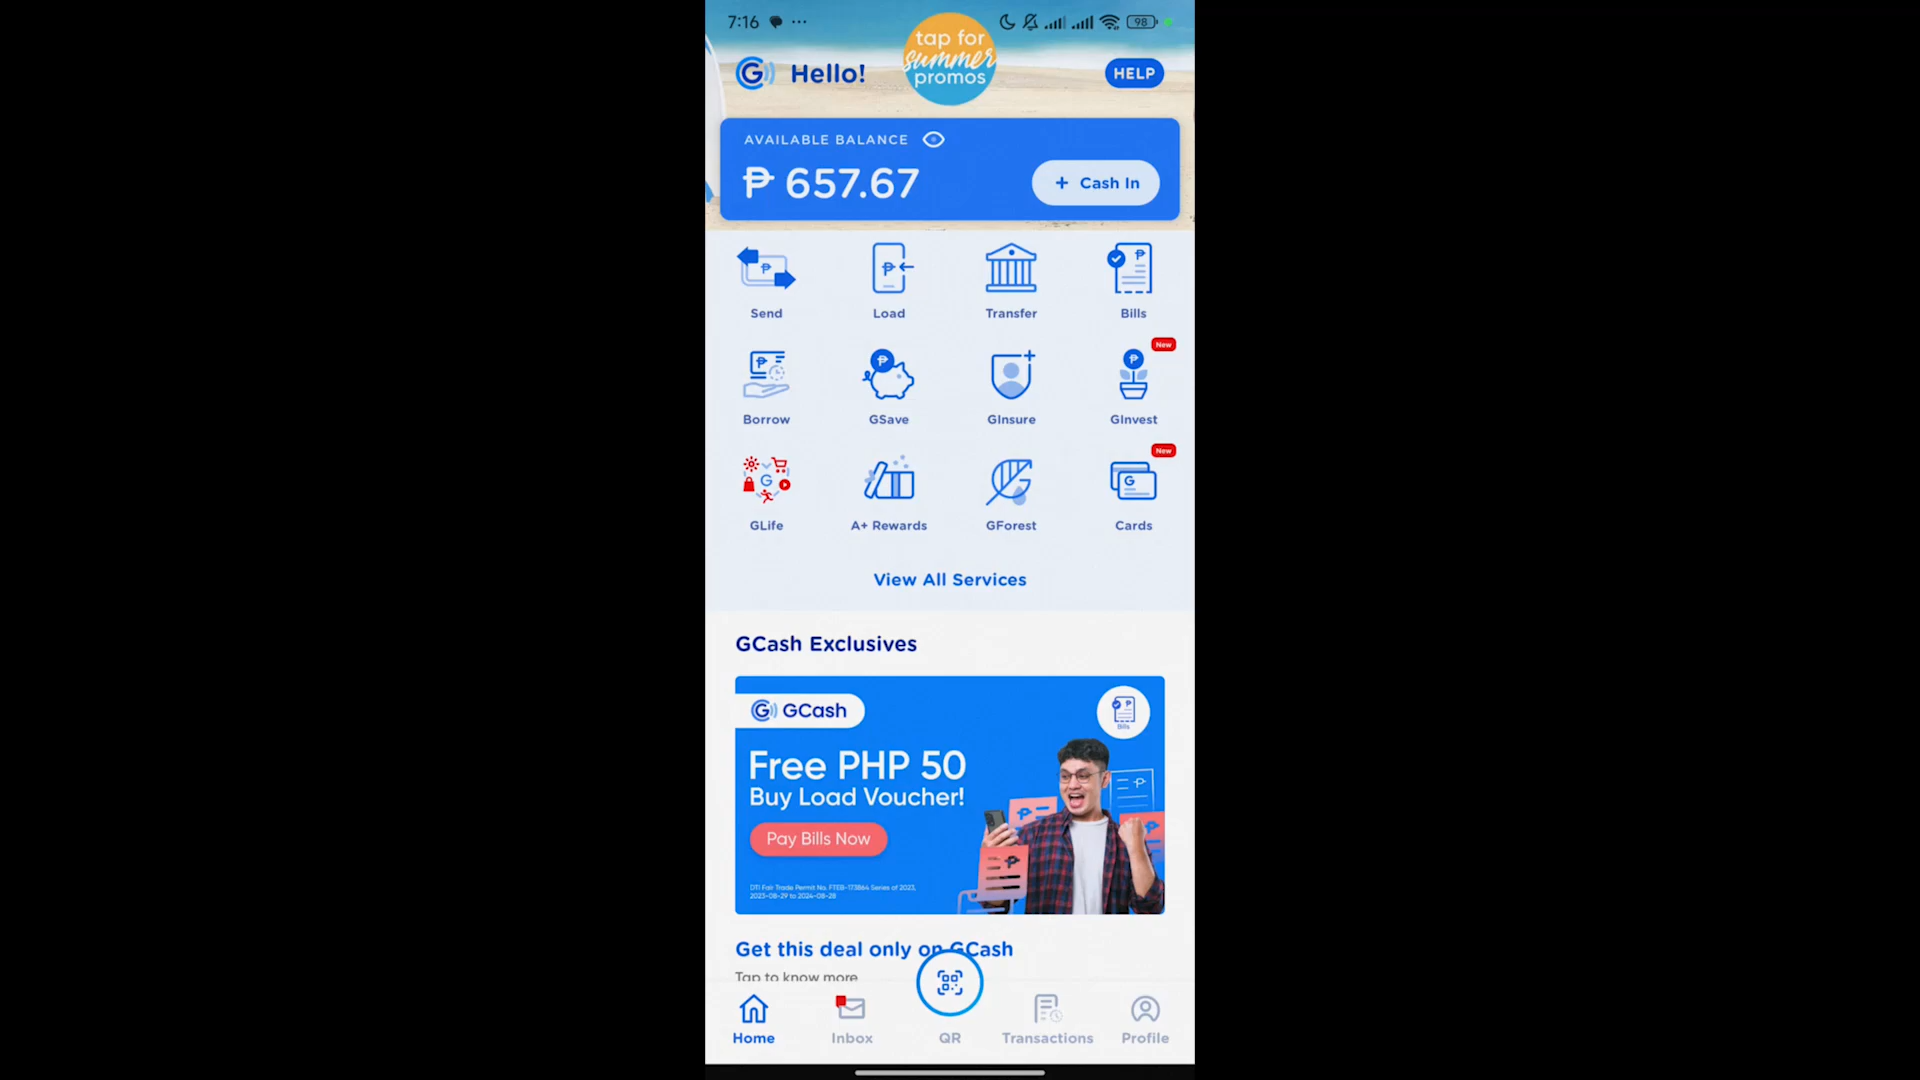 7:16
98
tap for
summer
promos
Hello!
HELP
AVAILABLE BALANCE
₱ 657.67
+ Cash In
Send
Load
Transfer
Bills
New
Borrow
GSave
GInsure
GInvest
New
GLife
A+ Rewards
GForest
Cards
View All Services
GCash Exclusives
GCash
Bills
Free PHP 50
Buy Load Voucher!
Pay Bills Now
DTI Fair Trade Permit No. FTEB-173864 Series of 2023,
2023-08-29 to 2024-08-28
Get this deal only on GCash
Tap to know more
Home
Inbox
QR
Transactions
Profile